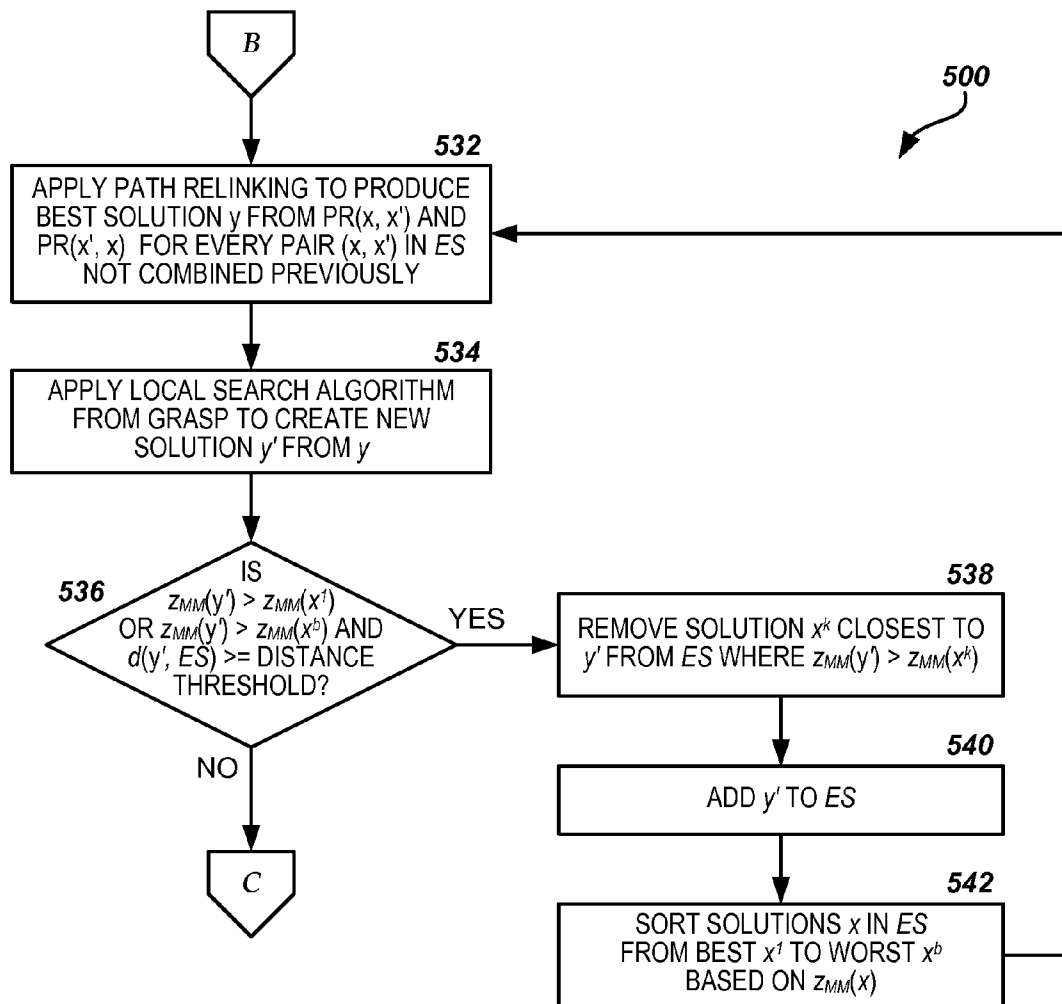 B
500
532
APPLY PATH RELINKING TO PRODUCE
BEST SOLUTION y FROM PR(x, x') AND
PR(x', x) FOR EVERY PAIR (x, x') IN ES
NOT COMBINED PREVIOUSLY
534
APPLY LOCAL SEARCH ALGORITHM
FROM GRASP TO CREATE NEW
SOLUTION y' FROM y
536
IS
zMM(y') > zMM(x¹)
OR zMM(y') > zMM(xᵇ) AND
d(y', ES) >= DISTANCE
THRESHOLD?
YES
NO
538
REMOVE SOLUTION xᵏ CLOSEST TO
y' FROM ES WHERE zMM(y') > zMM(xᵏ)
540
ADD y' TO ES
542
SORT SOLUTIONS x IN ES
FROM BEST x¹ TO WORST xᵇ
BASED ON zMM(x)
C